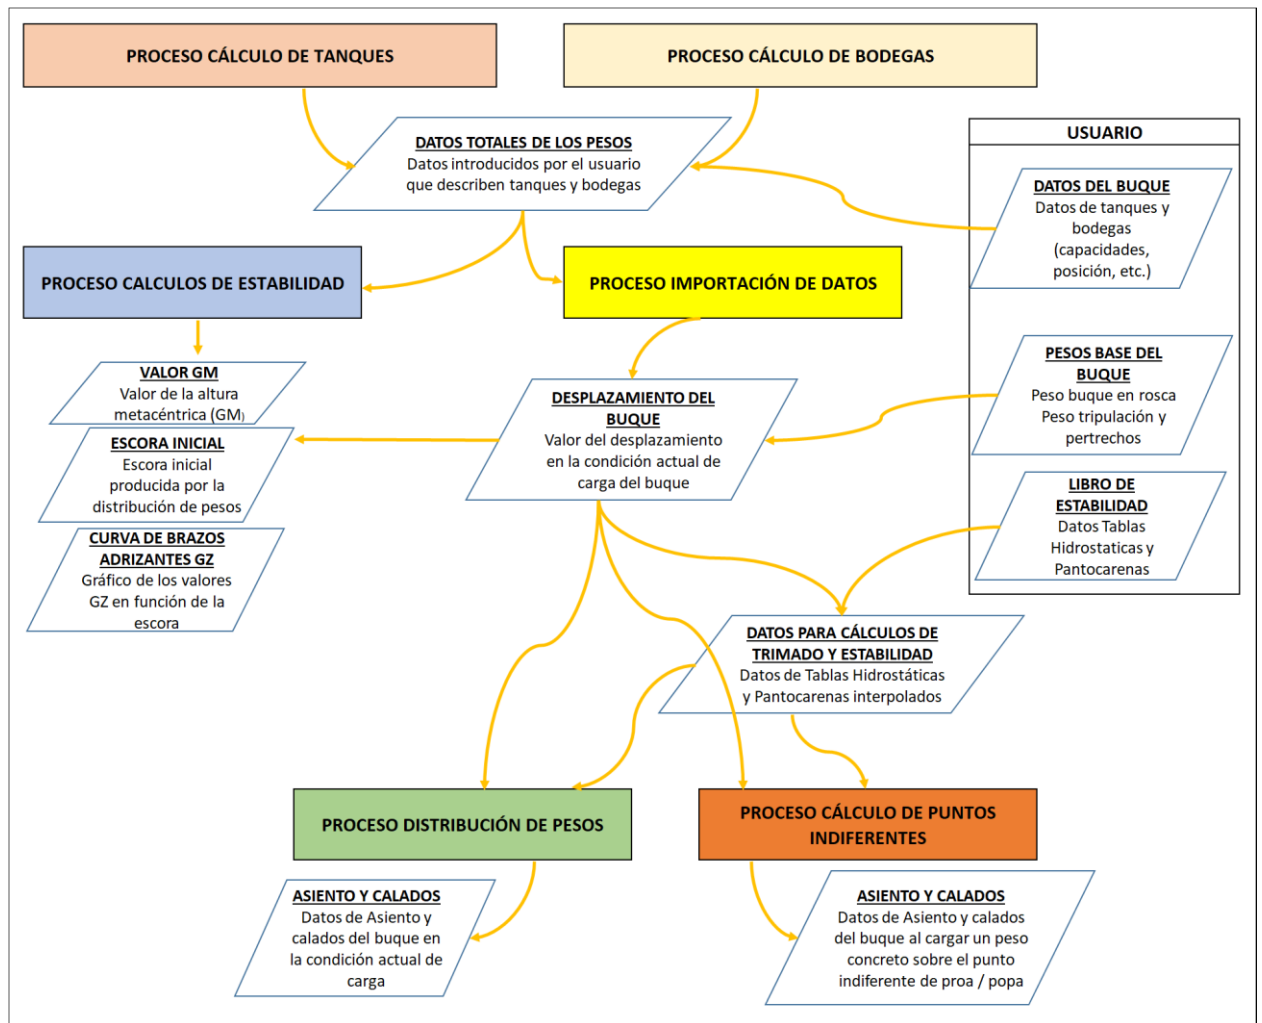 PROCESO CÁLCULO DE TANQUES
PROCESO CÁLCULO DE BODEGAS
DATOS TOTALES DE LOS PESOS
Datos introducidos por el usuario
que describen tanques y bodegas
USUARIO
DATOS DEL BUQUE
Datos de tanques y
bodegas
(capacidades,
posición, etc.)
PROCESO CALCULOS DE ESTABILIDAD
PROCESO IMPORTACIÓN DE DATOS
VALOR GM
Valor de la altura
metacéntrica (GM)
ESCORA INICIAL
Escora inicial
producida por la
distribución de pesos
CURVA DE BRAZOS
ADRIZANTES GZ
Gráfico de los valores
GZ en función de la
escora
DESPLAZAMIENTO DEL
BUQUE
Valor del desplazamiento
en la condición actual de
carga del buque
PESOS BASE DEL
BUQUE
Peso buque en rosca
Peso tripulación y
pertrechos
LIBRO DE
ESTABILIDAD
Datos Tablas
Hidrostaticas y
Pantocarenas
DATOS PARA CÁLCULOS DE
TRIMADO Y ESTABILIDAD
Datos de Tablas Hidrostáticas
y Pantocarenas interpolados
PROCESO DISTRIBUCIÓN DE PESOS
PROCESO CÁLCULO DE PUNTOS
INDIFERENTES
ASIENTO Y CALADOS
Datos de Asiento y
calados del buque en
la condición actual de
carga
ASIENTO Y CALADOS
Datos de Asiento y calados
del buque al cargar un peso
concreto sobre el punto
indiferente de proa / popa